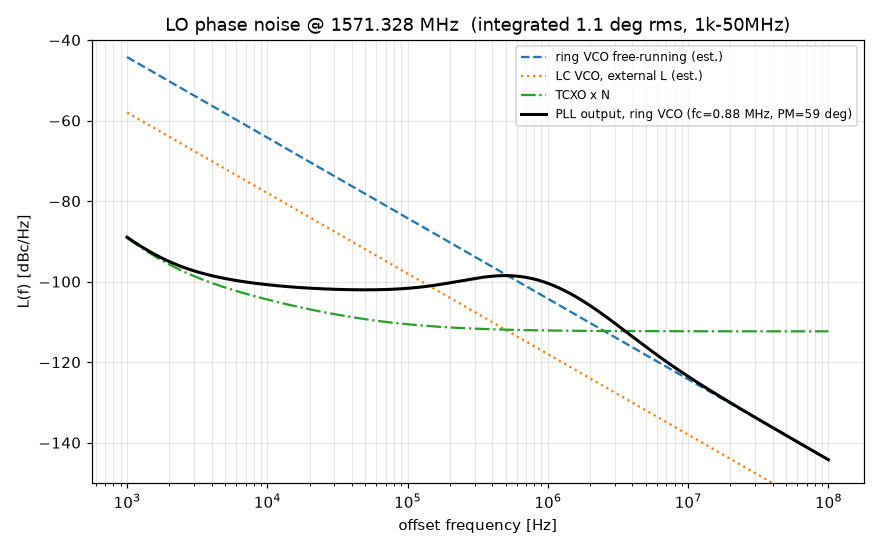 LO phase noise @ 1571.328 MHz  (integrated 1.1 deg rms, 1k-50MHz)
ring VCO free-running (est.)
LC VCO, external L (est.)
TCXO x N
PLL output, ring VCO (fc=0.88 MHz, PM=59 deg)
L(f) [dBc/Hz]
−40
−60
−80
−100
−120
−140
10³
10⁴
10⁵
10⁶
10⁷
10⁸
offset frequency [Hz]